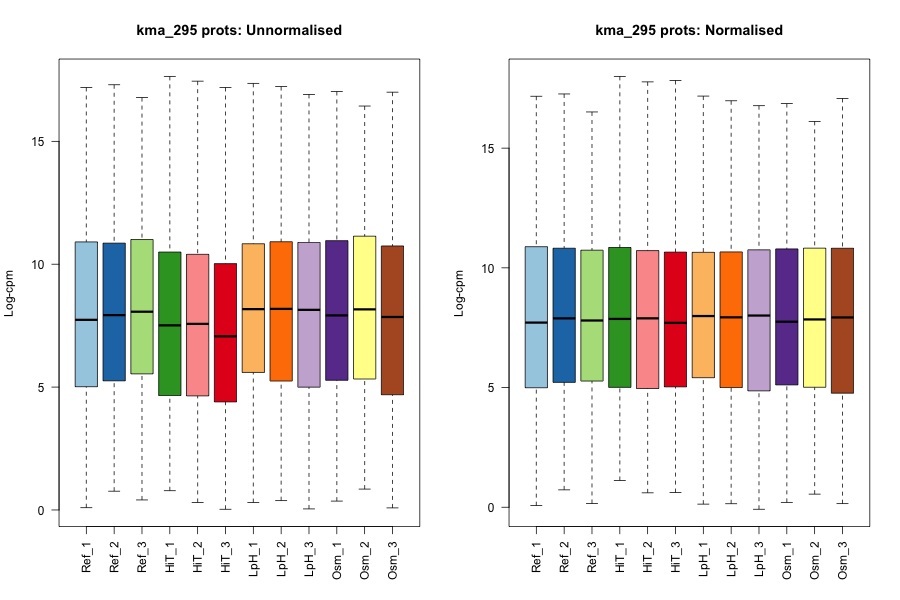 kma_295 prots: Unnormalised
Log-cpm
15
10
5
0
Ref_1
Ref_2
Ref_3
HiT_1
HiT_2
HiT_3
LpH_1
LpH_2
LpH_3
Osm_1
Osm_2
Osm_3
kma_295 prots: Normalised
Log-cpm
15
10
5
0
Ref_1
Ref_2
Ref_3
HiT_1
HiT_2
HiT_3
LpH_1
LpH_2
LpH_3
Osm_1
Osm_2
Osm_3